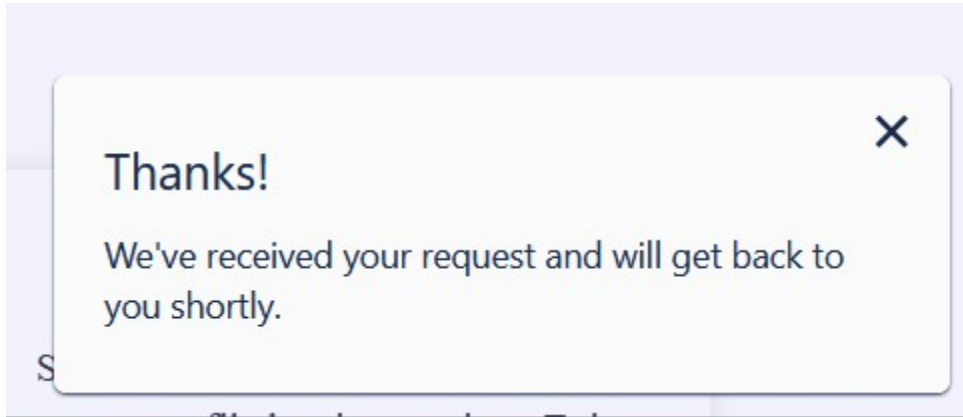 Thanks!
We've received your request and will get back to
you shortly.
S